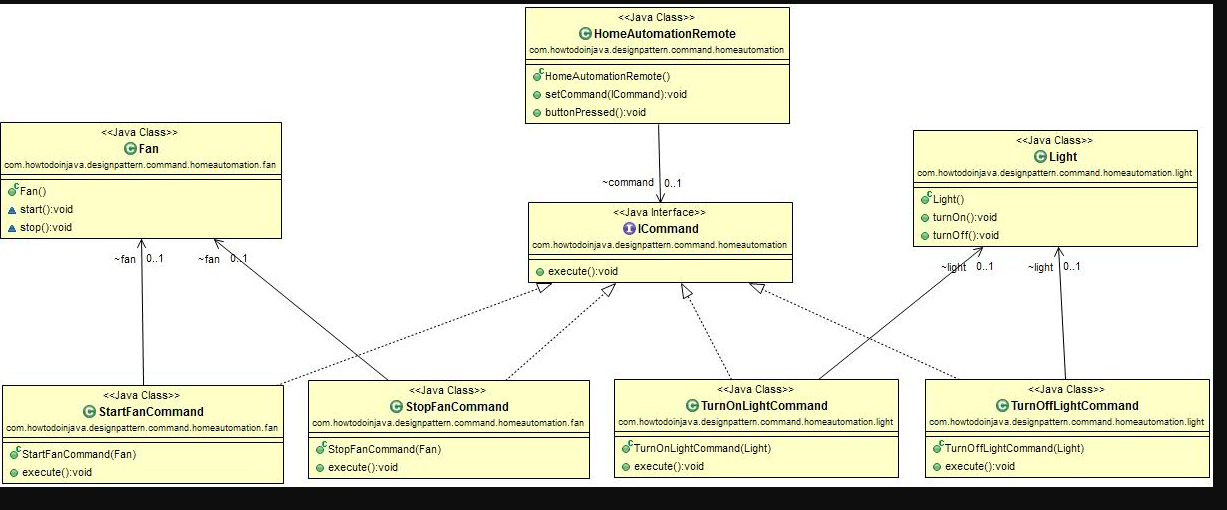 <<Java Class>>
HomeAutomationRemote
com.howtodoinjava.designpattern.command.homeautomation
HomeAutomationRemote()
setCommand(ICommand):void
buttonPressed():void
<<Java Class>>
Fan
com.howtodoinjava.designpattern.command.homeautomation.fan
Fan()
start():void
stop():void
<<Java Class>>
Light
com.howtodoinjava.designpattern.command.homeautomation.light
Light()
turnOn():void
turnOff():void
~command 0..1
<<Java Interface>>
ICommand
com.howtodoinjava.designpattern.command.homeautomation
execute():void
~fan 0..1
~fan 0..1
~light 0..1
~light 0..1
<<Java Class>>
StartFanCommand
com.howtodoinjava.designpattern.command.homeautomation.fan
StartFanCommand(Fan)
execute():void
<<Java Class>>
StopFanCommand
com.howtodoinjava.designpattern.command.homeautomation.fan
StopFanCommand(Fan)
execute():void
<<Java Class>>
TurnOnLightCommand
com.howtodoinjava.designpattern.command.homeautomation.light
TurnOnLightCommand(Light)
execute():void
<<Java Class>>
TurnOffLightCommand
com.howtodoinjava.designpattern.command.homeautomation.light
TurnOffLightCommand(Light)
execute():void